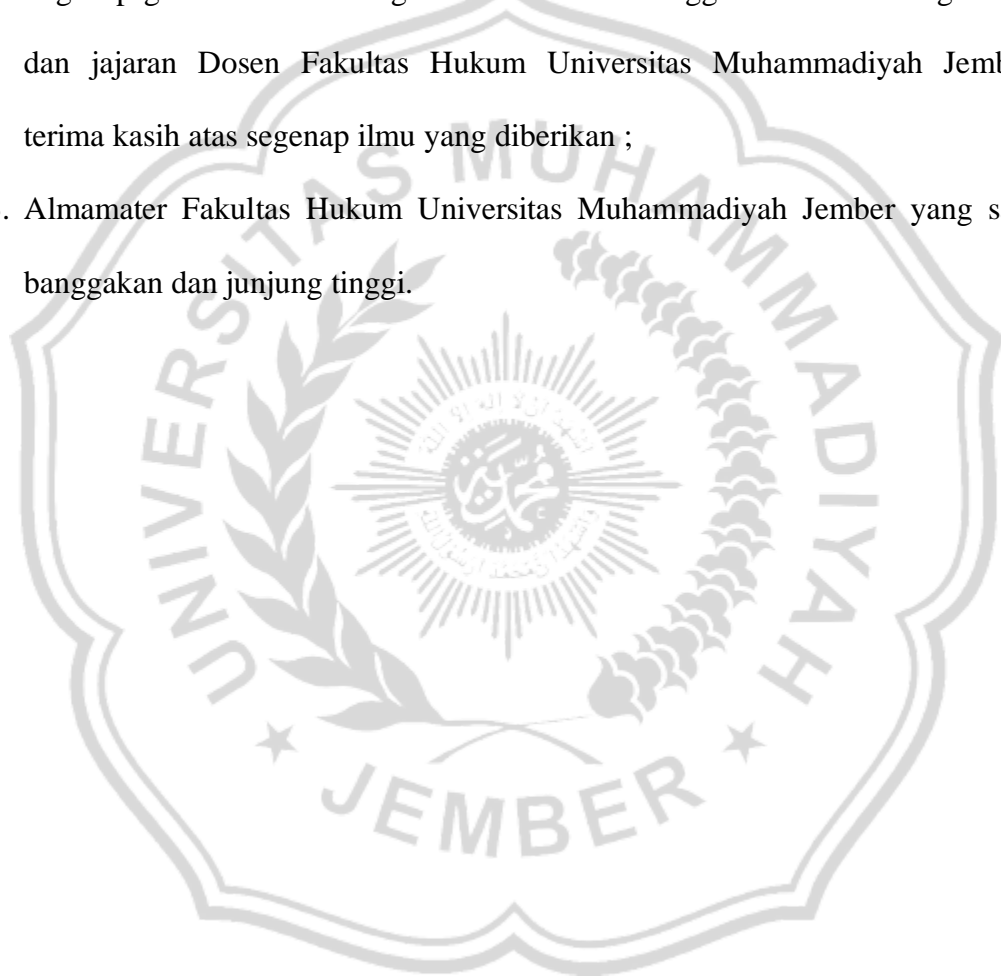 dan jajaran Dosen Fakultas Hukum Universitas Muhammadiyah
terima kasih atas segenap ilmu yang diberikan ;
. Almamater Fakultas Hukum Universitas Muhammadiyah Jember yang
banggakan dan junjung tinggi.
UNIVERSITAS MUHAMMADIYAH
JEMBER